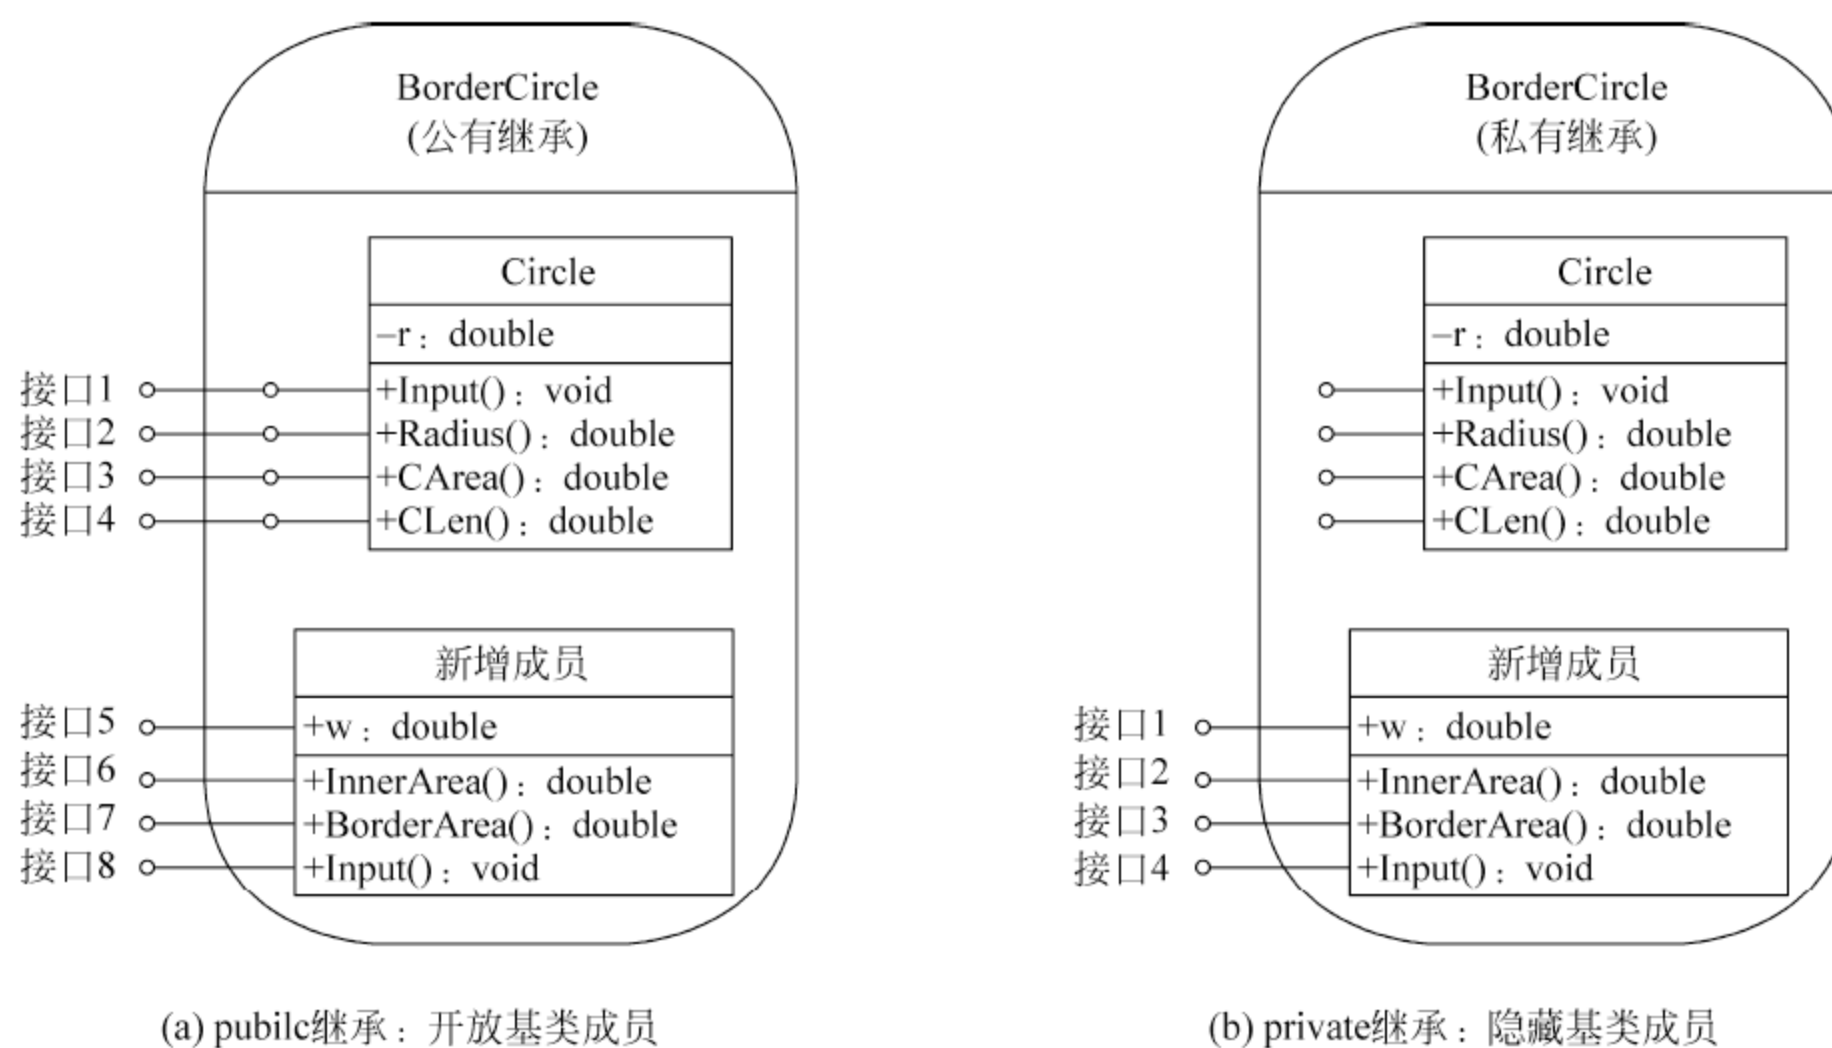 BorderCircle
(公有继承)
Circle
–r：double
接口1 +Input()：void
接口2 +Radius()：double
接口3 +CArea()：double
接口4 +CLen()：double
新增成员
接口5 +w：double
接口6 +InnerArea()：double
接口7 +BorderArea()：double
接口8 +Input()：void
(a) pubilc继承：开放基类成员
BorderCircle
(私有继承)
Circle
–r：double
+Input()：void
+Radius()：double
+CArea()：double
+CLen()：double
新增成员
接口1 +w：double
接口2 +InnerArea()：double
接口3 +BorderArea()：double
接口4 +Input()：void
(b) private继承：隐藏基类成员